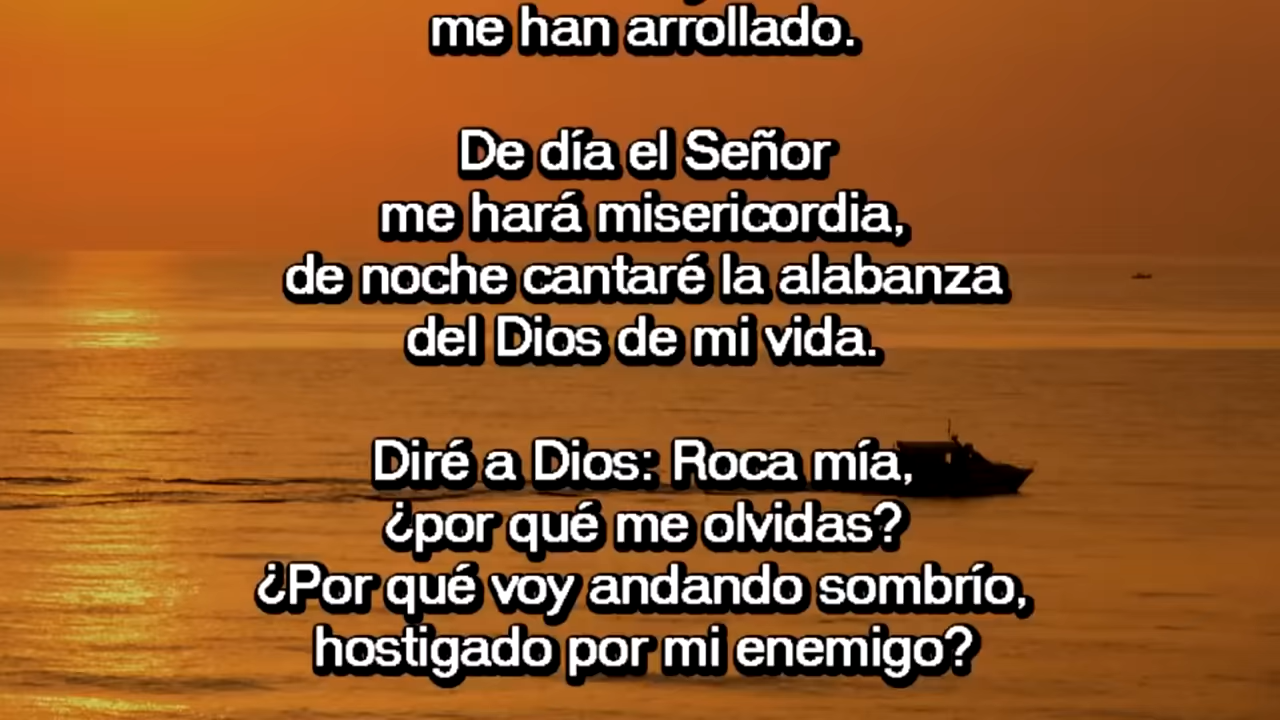 me han arrollado.
De día el Señor
me hará misericordia,
de noche cantaré la alabanza
del Dios de mi vida.
Diré a Dios: Roca mía,
¿por qué me olvidas?
¿Por qué voy andando sombrío,
hostigado por mi enemigo?